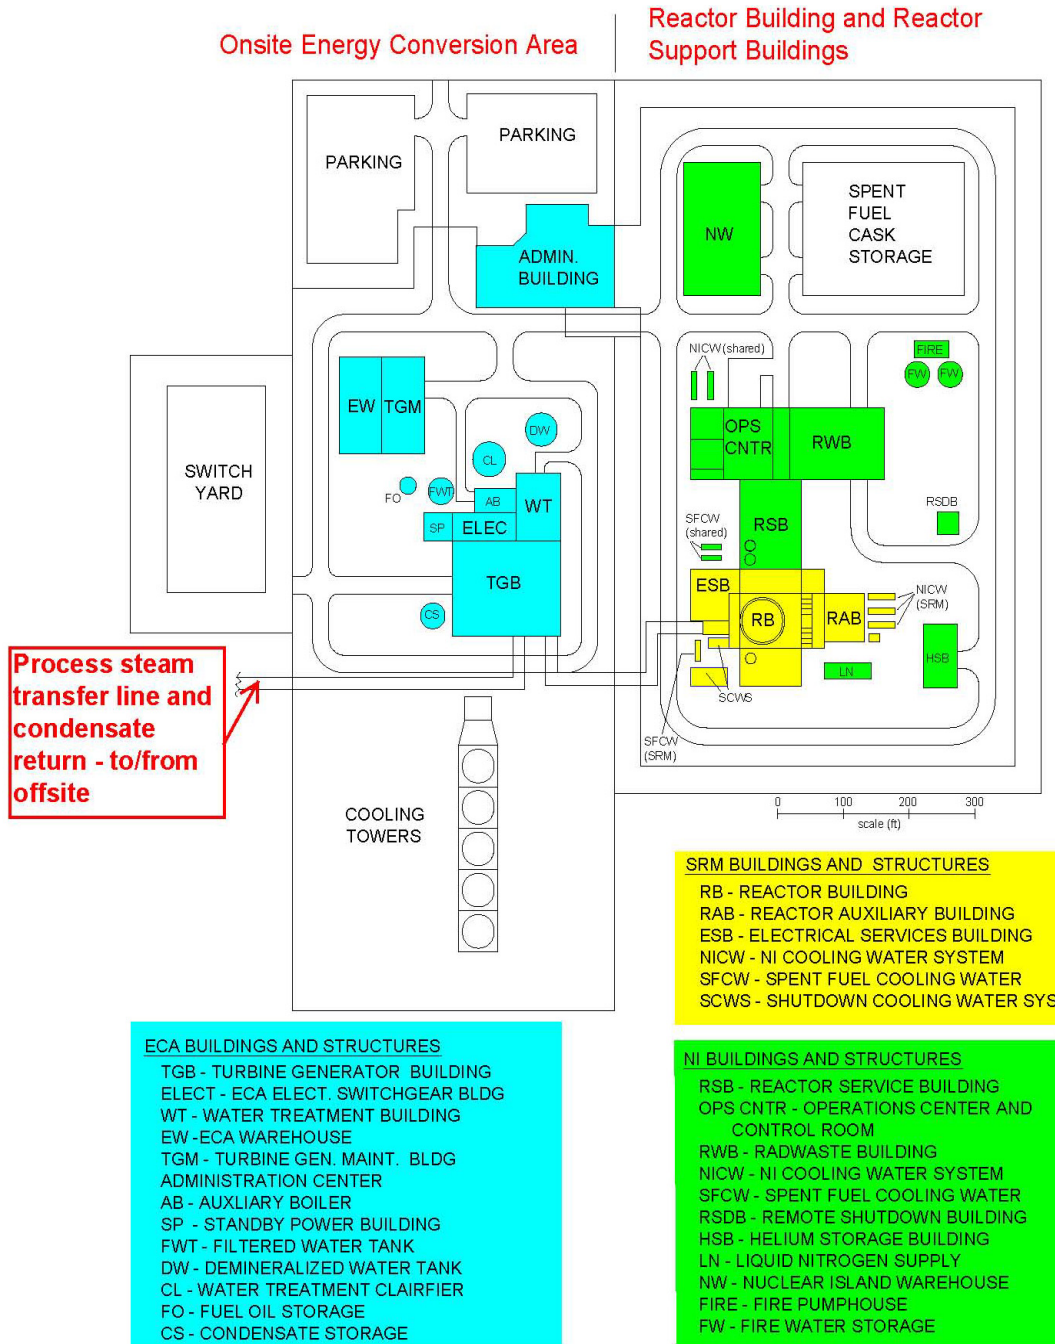 Onsite Energy Conversion Area
Reactor Building and Reactor
Support Buildings
PARKING
PARKING
ADMIN.
BUILDING
NW
SPENT
FUEL
CASK
STORAGE
NICW(shared)
FIRE
FW
FW
EW
TGM
DW
CL
OPS
CNTR
RWB
SWITCH
YARD
FO
FWT
AB
WT
SP
ELEC
RSDB
SFCW
(shared)
RSB
TGB
ESB
NICW
(SRM)
CS
RB
RAB
HSB
LN
SCWS
SFCW
(SRM)
Process steam
transfer line and
condensate
return - to/from
offsite
COOLING
TOWERS
0 100 200 300
scale (ft)
SRM BUILDINGS AND STRUCTURES
RB - REACTOR BUILDING
RAB - REACTOR AUXILIARY BUILDING
ESB - ELECTRICAL SERVICES BUILDING
NICW - NI COOLING WATER SYSTEM
SFCW - SPENT FUEL COOLING WATER
SCWS - SHUTDOWN COOLING WATER SYS
ECA BUILDINGS AND STRUCTURES
TGB - TURBINE GENERATOR BUILDING
ELECT - ECA ELECT. SWITCHGEAR BLDG
WT - WATER TREATMENT BUILDING
EW -ECA WAREHOUSE
TGM - TURBINE GEN. MAINT. BLDG
ADMINISTRATION CENTER
AB - AUXLIARY BOILER
SP - STANDBY POWER BUILDING
FWT - FILTERED WATER TANK
DW - DEMINERALIZED WATER TANK
CL - WATER TREATMENT CLAIRFIER
FO - FUEL OIL STORAGE
CS - CONDENSATE STORAGE
NI BUILDINGS AND STRUCTURES
RSB - REACTOR SERVICE BUILDING
OPS CNTR - OPERATIONS CENTER AND
CONTROL ROOM
RWB - RADWASTE BUILDING
NICW - NI COOLING WATER SYSTEM
SFCW - SPENT FUEL COOLING WATER
RSDB - REMOTE SHUTDOWN BUILDING
HSB - HELIUM STORAGE BUILDING
LN - LIQUID NITROGEN SUPPLY
NW - NUCLEAR ISLAND WAREHOUSE
FIRE - FIRE PUMPHOUSE
FW - FIRE WATER STORAGE